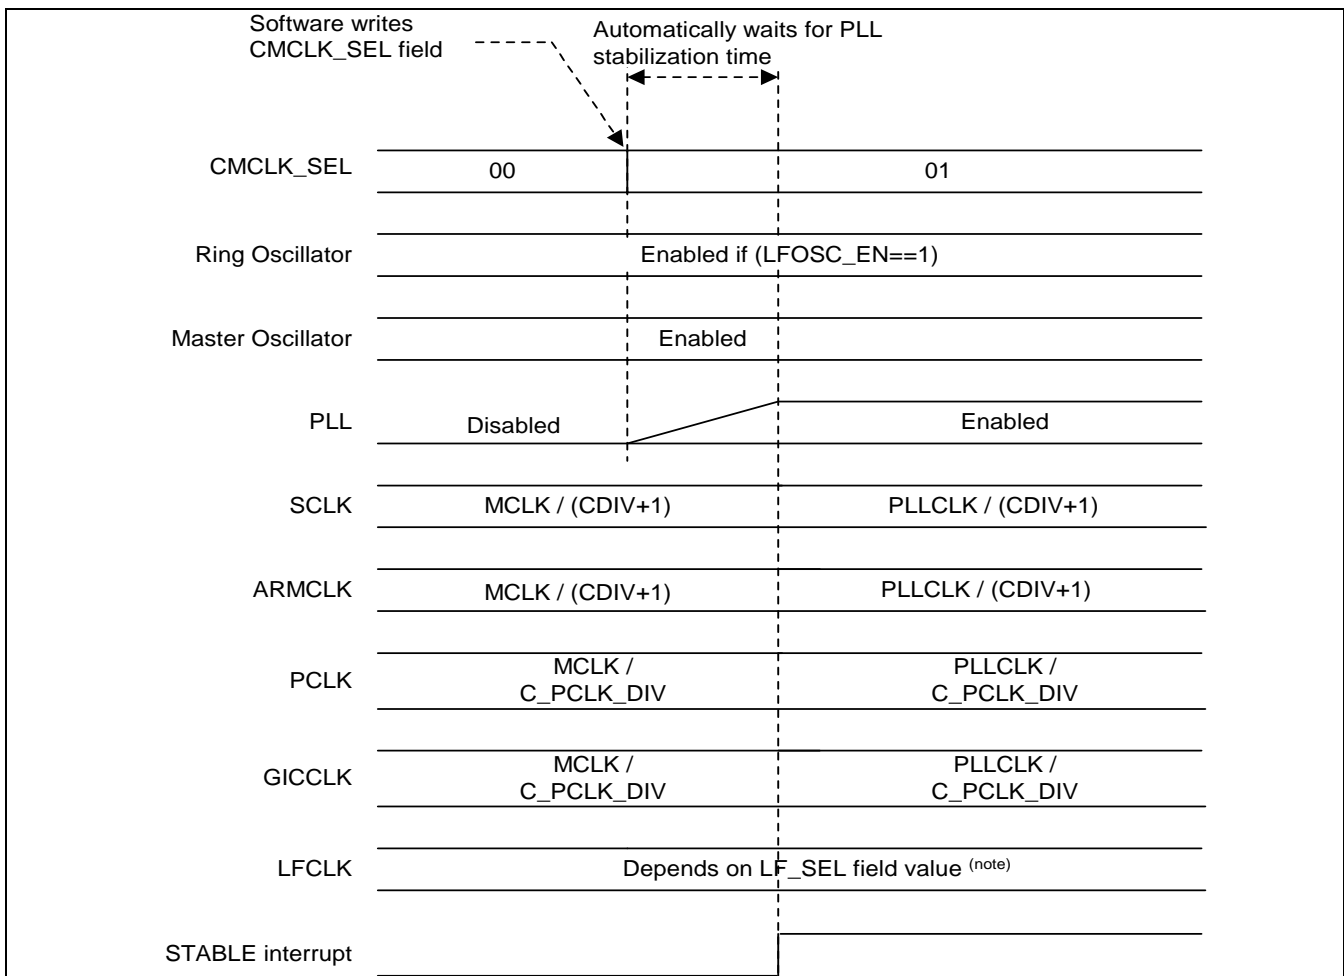 Software writes
CMCLK_SEL field
Automatically waits for PLL
stabilization time
CMCLK_SEL
00
01
Ring Oscillator
Enabled if (LFOSC_EN==1)
Master Oscillator
Enabled
PLL
Disabled
Enabled
SCLK
MCLK / (CDIV+1)
PLLCLK / (CDIV+1)
ARMCLK
MCLK / (CDIV+1)
PLLCLK / (CDIV+1)
PCLK
MCLK /
C_PCLK_DIV
PLLCLK /
C_PCLK_DIV
GICCLK
MCLK /
C_PCLK_DIV
PLLCLK /
C_PCLK_DIV
LFCLK
Depends on LF_SEL field value (note)
STABLE interrupt